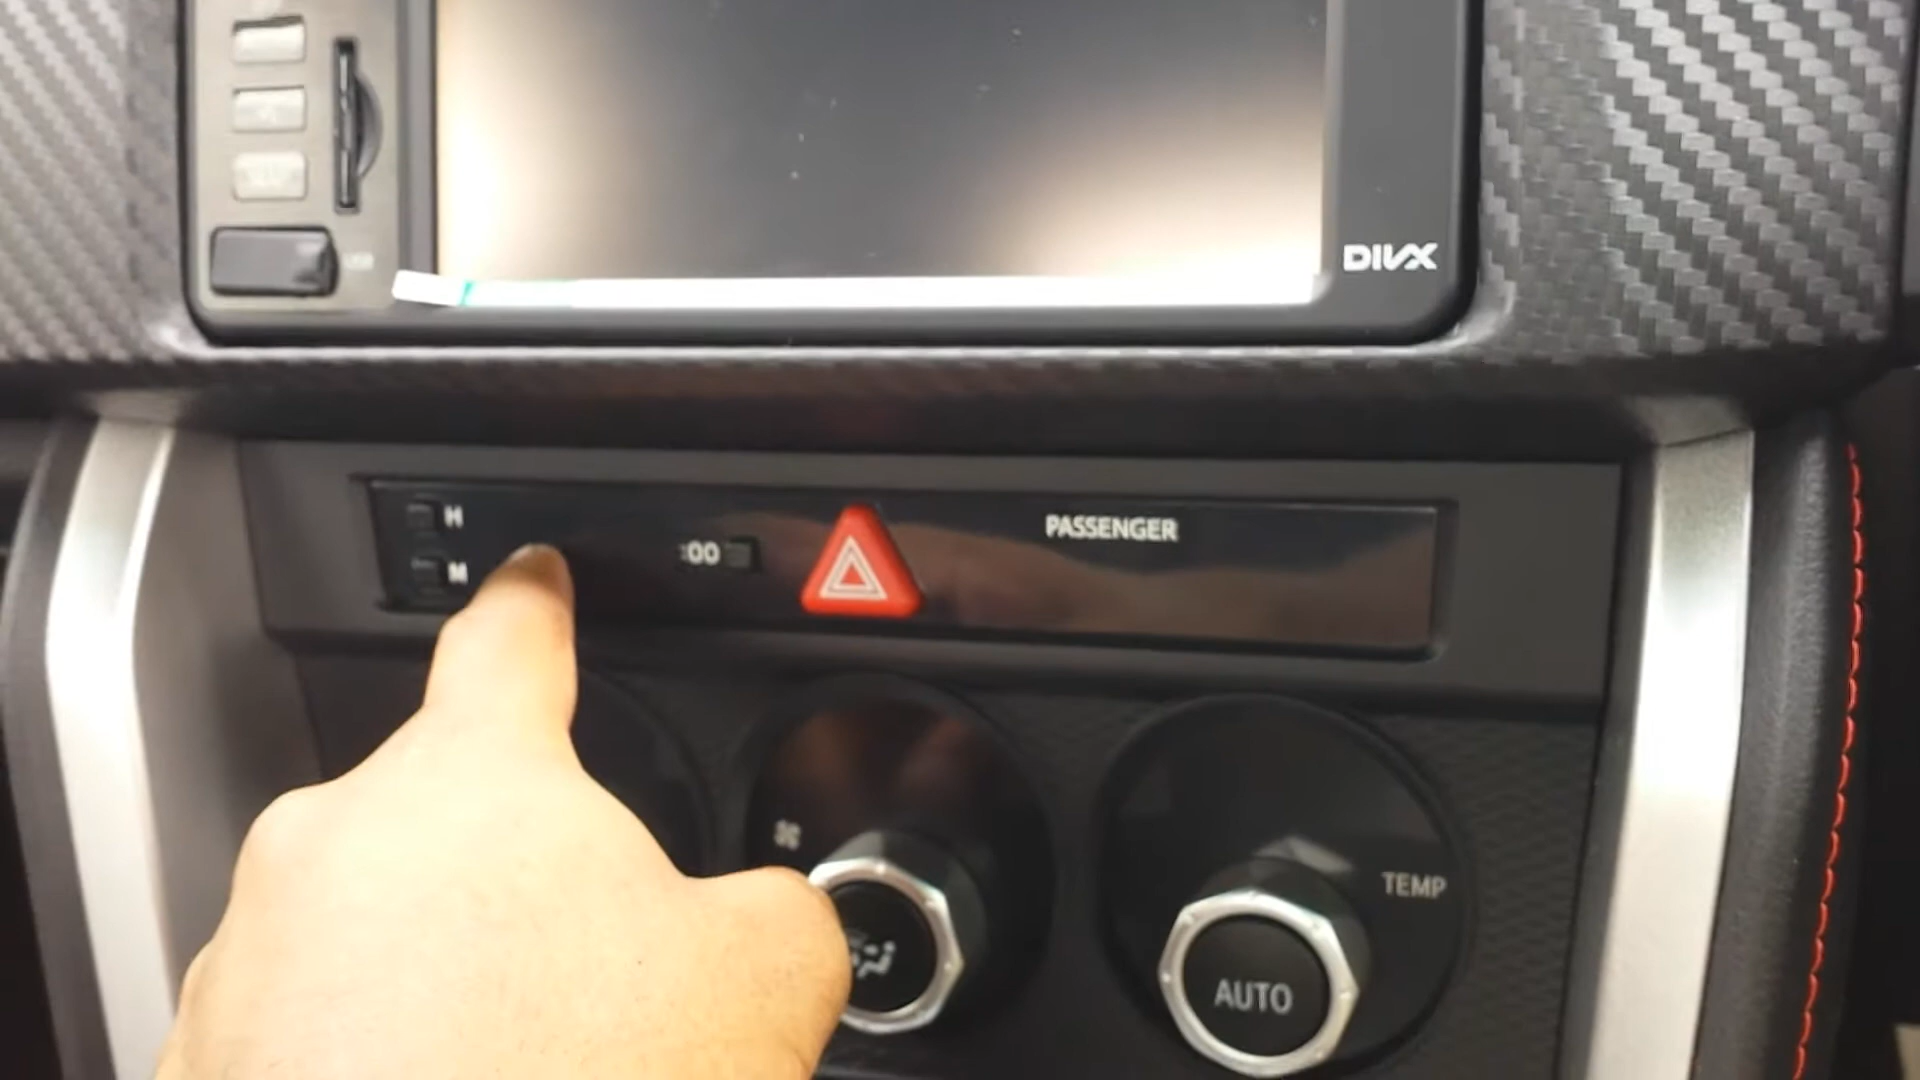 DIVX
H
:00
PASSENGER
M
TEMP
AUTO